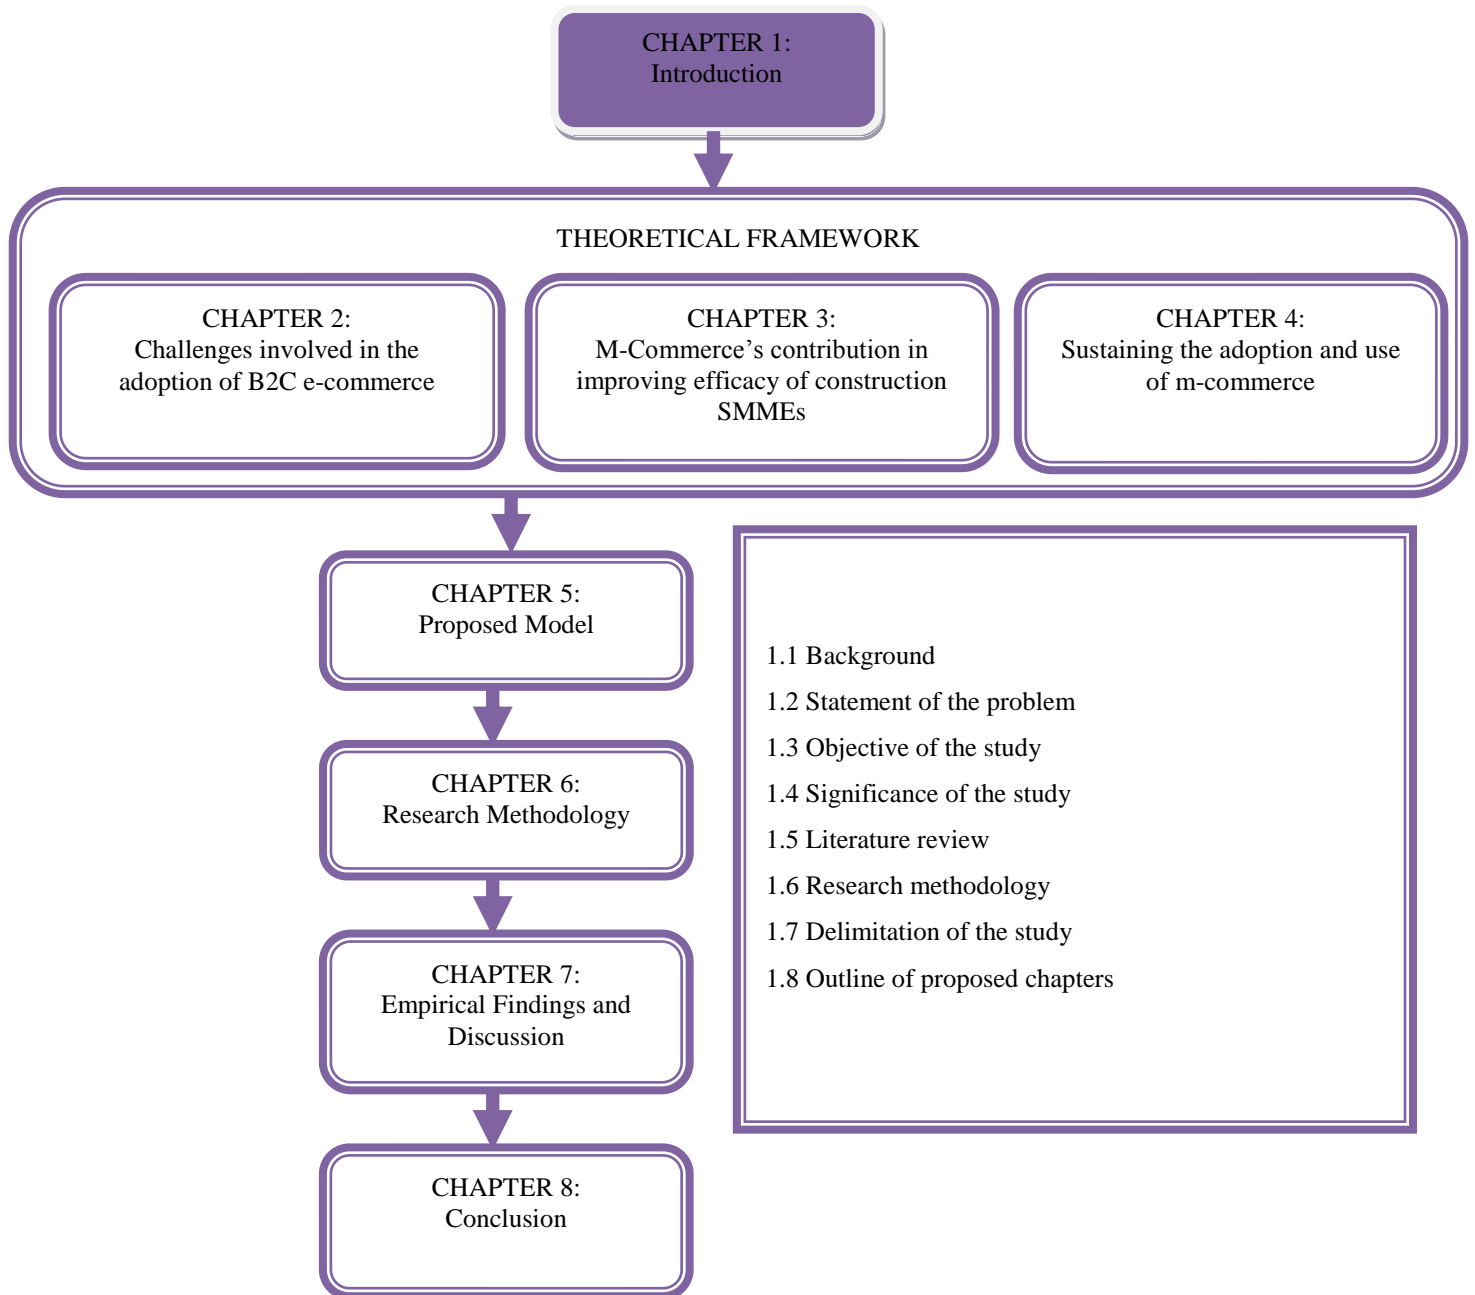 CHAPTER 1:
Introduction
THEORETICAL FRAMEWORK
CHAPTER 2:
Challenges involved in the
adoption of B2C e-commerce
CHAPTER 3:
M-Commerce’s contribution in
improving efficacy of construction
SMMEs
CHAPTER 4:
Sustaining the adoption and use
of m-commerce
CHAPTER 5:
Proposed Model
CHAPTER 6:
Research Methodology
CHAPTER 7:
Empirical Findings and
Discussion
CHAPTER 8:
Conclusion
1.1 Background
1.2 Statement of the problem
1.3 Objective of the study
1.4 Significance of the study
1.5 Literature review
1.6 Research methodology
1.7 Delimitation of the study
1.8 Outline of proposed chapters